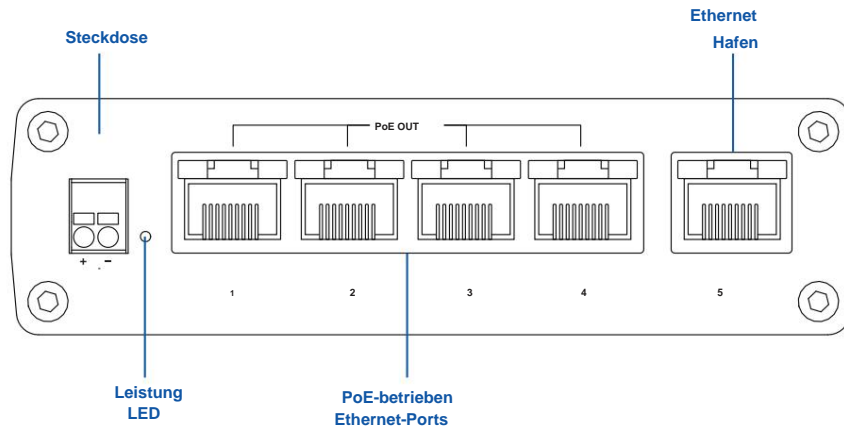 Ethernet
Hafen
Steckdose
PoE OUT
+ -
1 2 3 4 5
Leistung
LED
PoE-betrieben
Ethernet-Ports